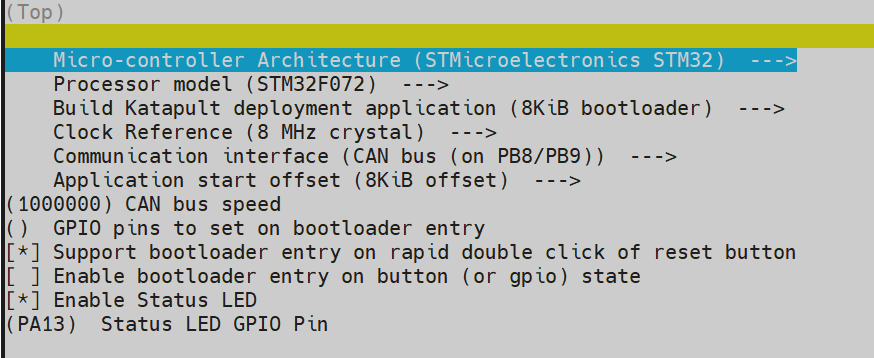 (Top)
Micro-controller Architecture (STMicroelectronics STM32)  --->
Processor model (STM32F072)  --->
Build Katapult deployment application (8KiB bootloader)  --->
Clock Reference (8 MHz crystal)  --->
Communication interface (CAN bus (on PB8/PB9))  --->
Application start offset (8KiB offset)  --->
(1000000) CAN bus speed
()  GPIO pins to set on bootloader entry
[*] Support bootloader entry on rapid double click of reset button
[ ] Enable bootloader entry on button (or gpio) state
[*] Enable Status LED
(PA13)  Status LED GPIO Pin